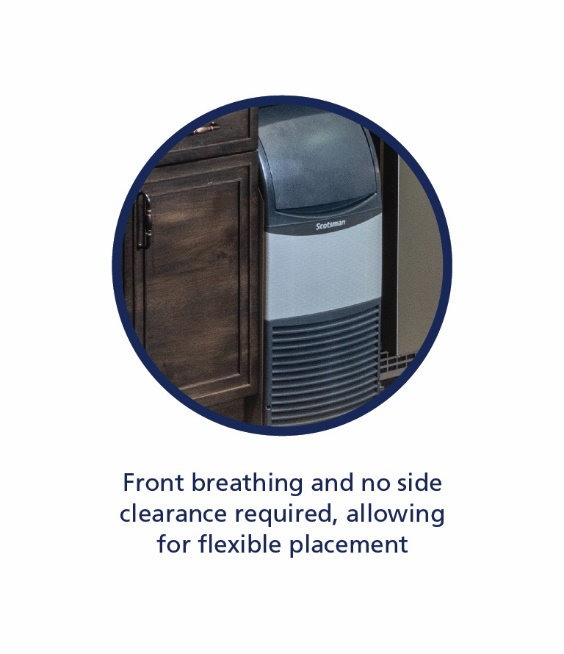 Scotsman
Front breathing and no side
clearance required, allowing
for flexible placement